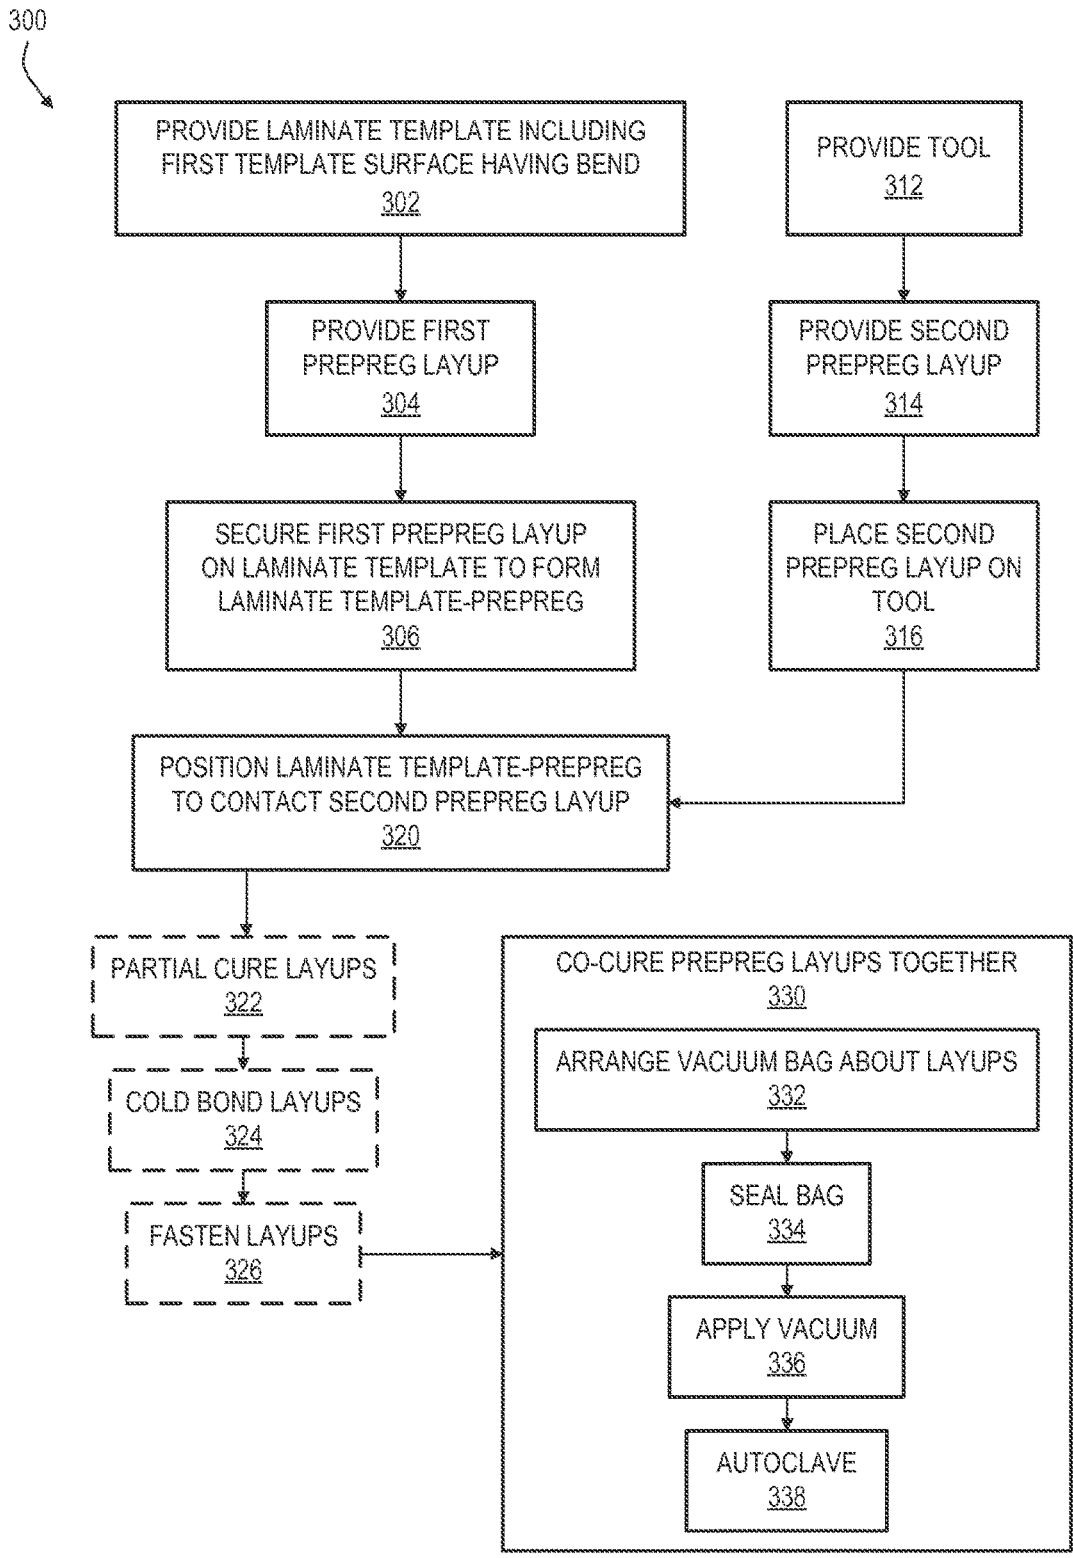 300
PROVIDE LAMINATE TEMPLATE INCLUDING
FIRST TEMPLATE SURFACE HAVING BEND
302
PROVIDE TOOL
312
PROVIDE FIRST
PREPREG LAYUP
304
PROVIDE SECOND
PREPREG LAYUP
314
SECURE FIRST PREPREG LAYUP
ON LAMINATE TEMPLATE TO FORM
LAMINATE TEMPLATE-PREPREG
306
PLACE SECOND
PREPREG LAYUP ON
TOOL
316
POSITION LAMINATE TEMPLATE-PREPREG
TO CONTACT SECOND PREPREG LAYUP
320
PARTIAL CURE LAYUPS
322
COLD BOND LAYUPS
324
FASTEN LAYUPS
326
CO-CURE PREPREG LAYUPS TOGETHER
330
ARRANGE VACUUM BAG ABOUT LAYUPS
332
SEAL BAG
334
APPLY VACUUM
336
AUTOCLAVE
338